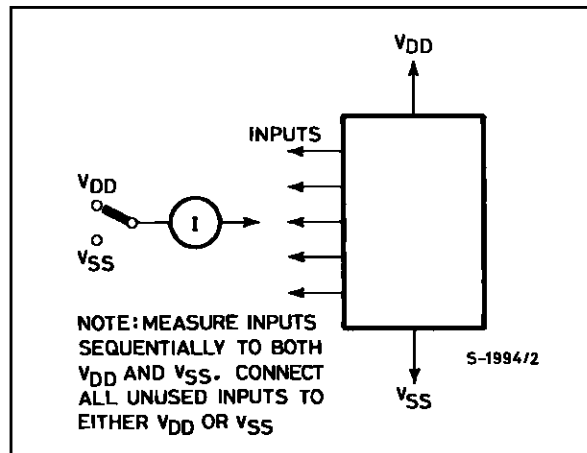 VDD
INPUTS
VDD
I
VSS
NOTE: MEASURE INPUTS
SEQUENTIALLY TO BOTH
VDD AND VSS. CONNECT
ALL UNUSED INPUTS TO
EITHER VDD OR VSS
S-1994/2
VSS